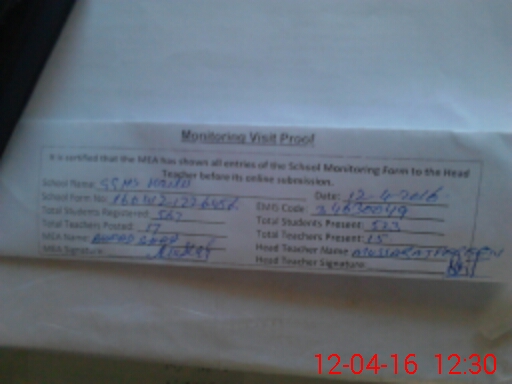 Monitoring Visit Proof
It is certified that the MEA has shown all entries of the School Monitoring Form to the Head
Teacher before its online submission.
School Name: Date: 12-4-2016
School Form No: EMIS Code:
Total Students Registered: 567 Total Students Present: 523
Total Teachers Posted: 17 Total Teachers Present: 15
MEA Name: Head Teacher Name
MEA Signature: Head Teacher Signature:
12-04-16 12:30